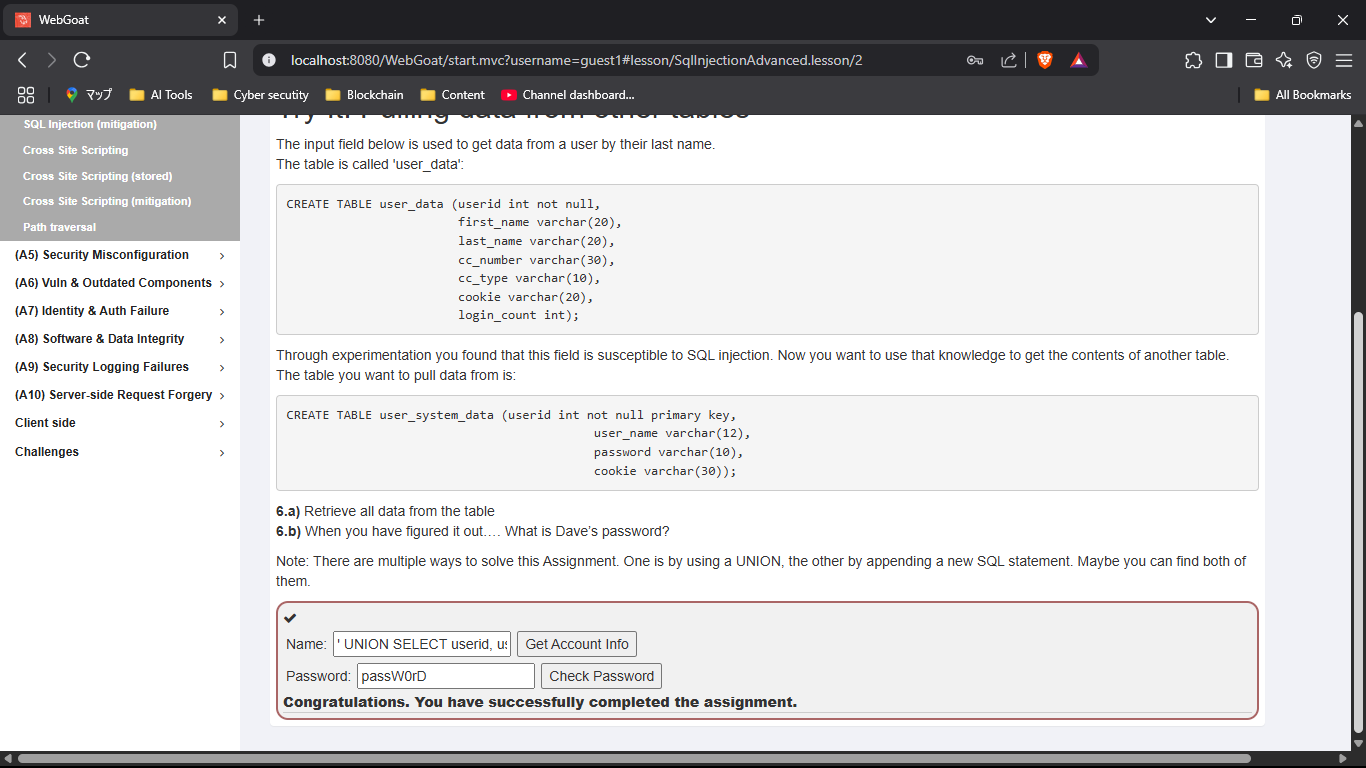 WebGoat
localhost:8080/WebGoat/start.mvc?username=guest1#lesson/SqlInjectionAdvanced.lesson/2
マップ
AI Tools
Cyber secutity
Blockchain
Content
Channel dashboard...
All Bookmarks
SQL Injection (mitigation)
Cross Site Scripting
Cross Site Scripting (stored)
Cross Site Scripting (mitigation)
Path traversal
(A5) Security Misconfiguration
(A6) Vuln & Outdated Components
(A7) Identity & Auth Failure
(A8) Software & Data Integrity
(A9) Security Logging Failures
(A10) Server-side Request Forgery
Client side
Challenges
Try It! Pulling data from other tables
The input field below is used to get data from a user by their last name.
The table is called 'user_data':
CREATE TABLE user_data (userid int not null,
first_name varchar(20),
last_name varchar(20),
cc_number varchar(30),
cc_type varchar(10),
cookie varchar(20),
login_count int);
Through experimentation you found that this field is susceptible to SQL injection. Now you want to use that knowledge to get the contents of another table.
The table you want to pull data from is:
CREATE TABLE user_system_data (userid int not null primary key,
user_name varchar(12),
password varchar(10),
cookie varchar(30));
6.a) Retrieve all data from the table
6.b) When you have figured it out…. What is Dave's password?
Note: There are multiple ways to solve this Assignment. One is by using a UNION, the other by appending a new SQL statement. Maybe you can find both of
them.
Name: ' UNION SELECT userid, us Get Account Info
Password: passW0rD Check Password
Congratulations. You have successfully completed the assignment.